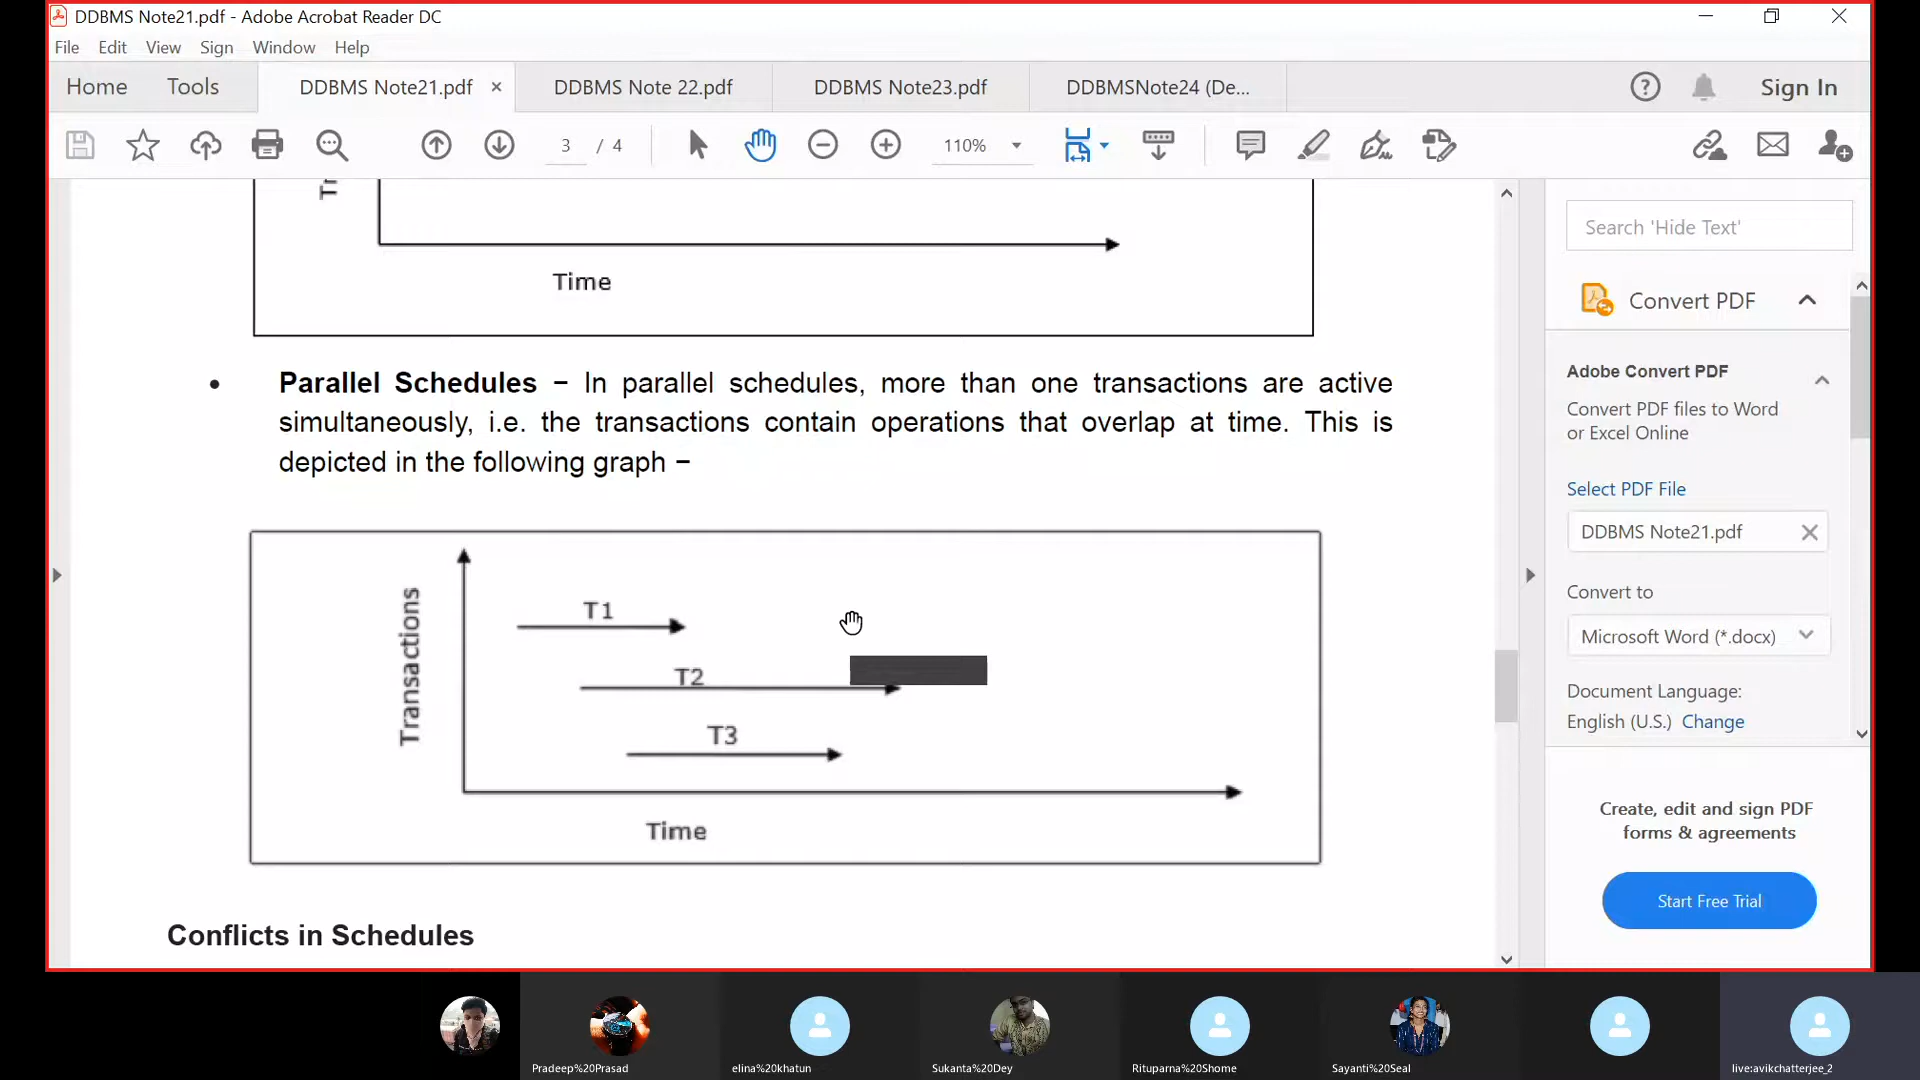 DDBMS Note21.pdf - Adobe Acrobat Reader DC
File Edit View Sign Window Help
Home Tools DDBMS Note21.pdf × DDBMS Note 22.pdf DDBMS Note23.pdf DDBMSNote24 (De... Sign In
3 / 4 110%
Time
• Parallel Schedules − In parallel schedules, more than one transactions are active
simultaneously, i.e. the transactions contain operations that overlap at time. This is
depicted in the following graph −
Transactions
T1
T2
T3
Time
Conflicts in Schedules
Search 'Hide Text'
Convert PDF
Adobe Convert PDF
Convert PDF files to Word
or Excel Online
Select PDF File
DDBMS Note21.pdf
Convert to
Microsoft Word (*.docx)
Document Language:
English (U.S.) Change
Create, edit and sign PDF
forms & agreements
Start Free Trial
Pradeep%20Prasad elina%20khatun Sukanta%20Dey Rituparna%20Shome Sayanti%20Seal live:avikchatterjee_2